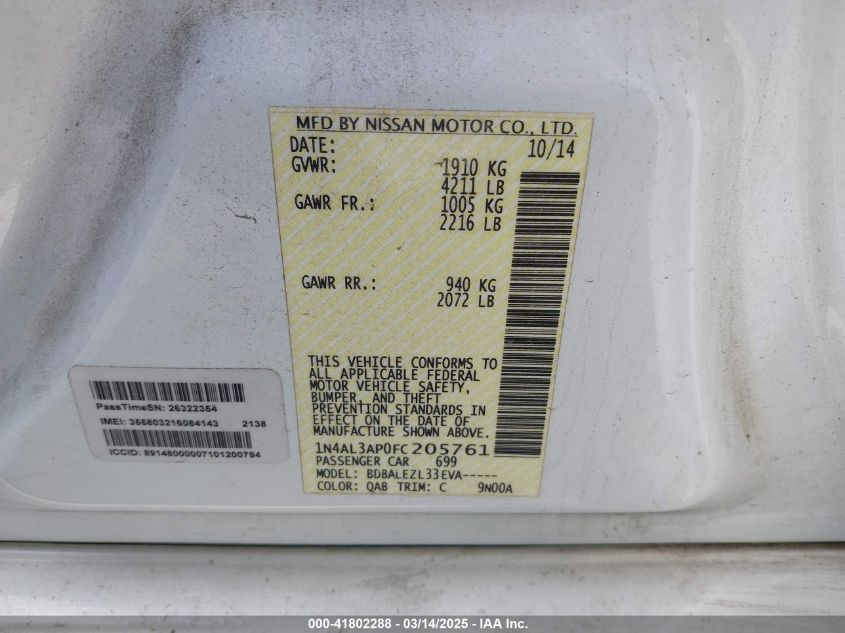 MFD BY NISSAN MOTOR CO., LTD.
DATE: 10/14
GVWR: 1910 KG
4211 LB
GAWR FR.: 1005 KG
2216 LB
GAWR RR.: 940 KG
2072 LB
THIS VEHICLE CONFORMS TO
ALL APPLICABLE FEDERAL
MOTOR VEHICLE SAFETY,
BUMPER, AND THEFT
PREVENTION STANDARDS IN
EFFECT ON THE DATE OF
MANUFACTURE SHOWN ABOVE.
1N4AL3AP0FC205761
PASSENGER CAR 699
MODEL: BDBALEZL33EVA-----
COLOR: QAB TRIM: C 9N00A
PassTimeSN: 26322354
IMEI: 355803216084143 2138
ICCID: 89148000007101200794
000-41802288 - 03/14/2025 - IAAI.com